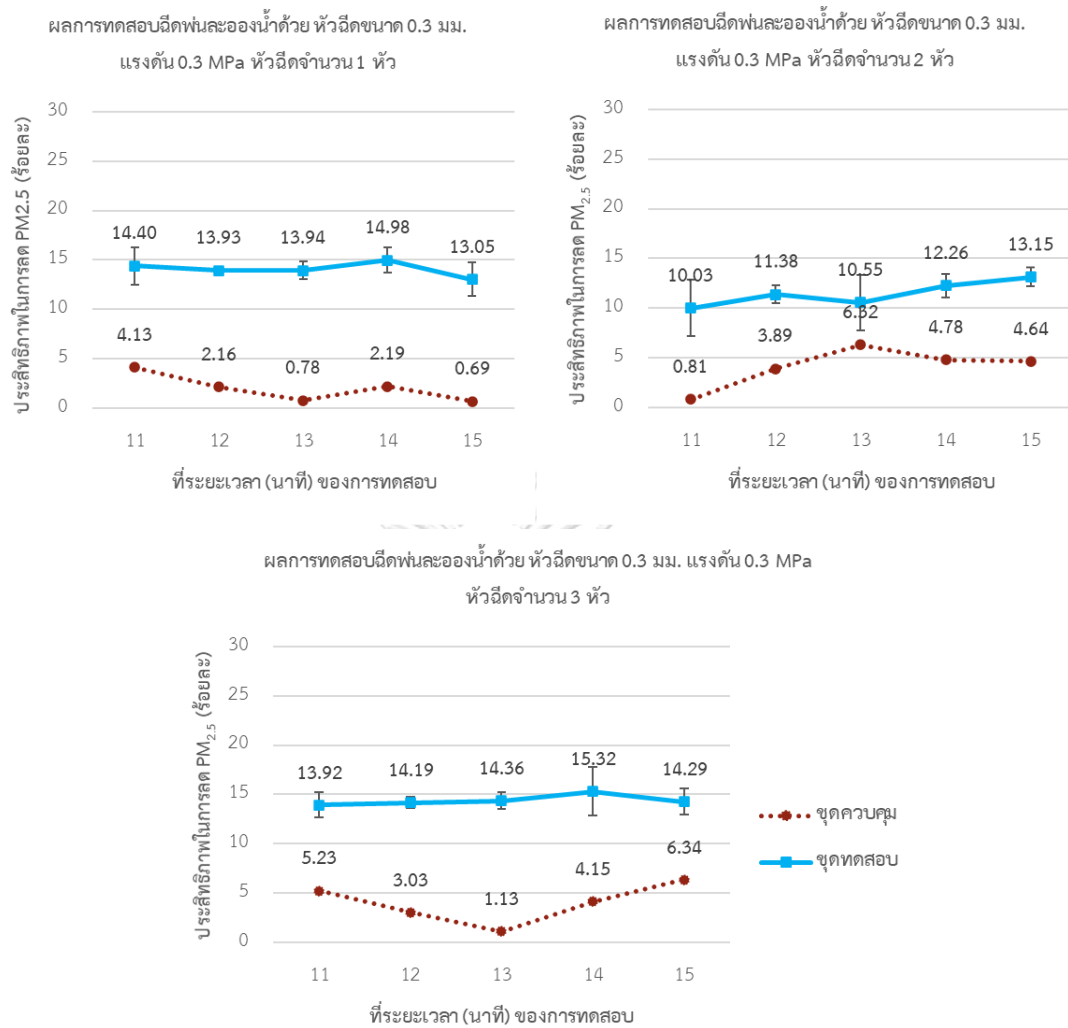 ผลการทดสอบฉีดพ่นละอองน้ำด้วย หัวฉีดขนาด 0.3 มม.
แรงดัน 0.3 MPa หัวฉีดจำนวน 1 หัว
ประสิทธิภาพในการลด PM2.5 (ร้อยละ)
30
25
20
15
10
5
0
14.40 13.93 13.94 14.98 13.05
4.13 2.16 0.78 2.19 0.69
11 12 13 14 15
ที่ระยะเวลา (นาที) ของการทดสอบ
ผลการทดสอบฉีดพ่นละอองน้ำด้วย หัวฉีดขนาด 0.3 มม.
แรงดัน 0.3 MPa หัวฉีดจำนวน 2 หัว
ประสิทธิภาพในการลด PM2.5 (ร้อยละ)
30
25
20
15
10
5
0
10.03 11.38 10.55 12.26 13.15
0.81 3.89 6.32 4.78 4.64
11 12 13 14 15
ที่ระยะเวลา (นาที) ของการทดสอบ
ผลการทดสอบฉีดพ่นละอองน้ำด้วย หัวฉีดขนาด 0.3 มม. แรงดัน 0.3 MPa
หัวฉีดจำนวน 3 หัว
ประสิทธิภาพในการลด PM2.5 (ร้อยละ)
30
25
20
15
10
5
0
13.92 14.19 14.36 15.32 14.29
5.23 3.03 1.13 4.15 6.34
11 12 13 14 15
ที่ระยะเวลา (นาที) ของการทดสอบ
ชุดควบคุม
ชุดทดสอบ